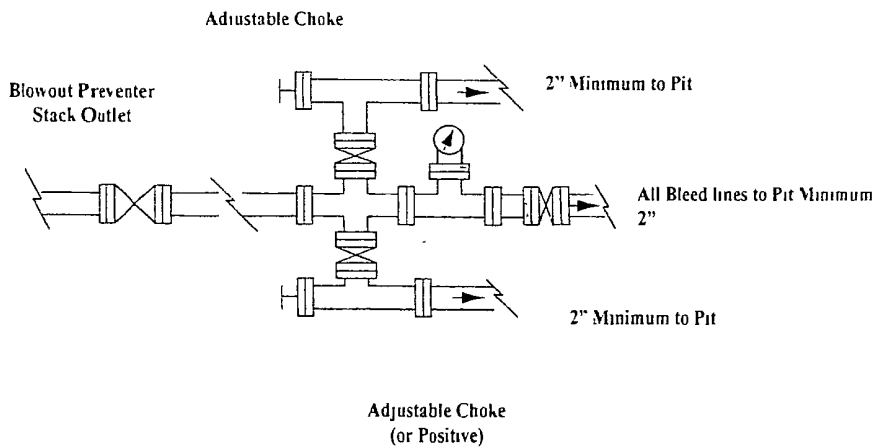 Adjustable Choke
2" Minimum to Pit
Blowout Preventer
Stack Outlet
All Bleed lines to Pit Minimum
2"
2" Minimum to Pit
Adjustable Choke
(or Positive)